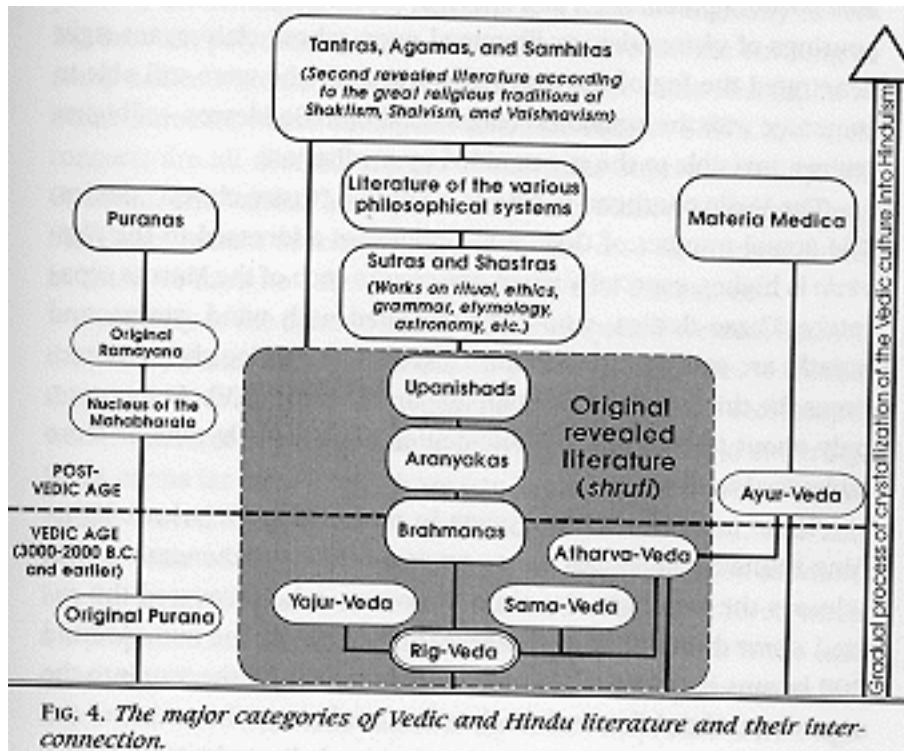 Tantras, Agamas, and Samhitas
(Second revealed literature according
to the great religious traditions of
Shaktism, Shaivism, and Vaishnavism)
Literature of the various
philosophical systems
Puranas
Materia Medica
Sutras and Shastras
(Works on ritual, ethics,
grammar, etymology,
astronomy, etc.)
Original
Ramayana
Nucleus of the
Mahabharata
Upanishads
Original
revealed
literature
(shruti)
Aranyakas
POST-
VEDIC AGE
Ayur-Veda
Brahmanas
VEDIC AGE
(3000-2000 B.C.
and earlier)
Atharva-Veda
Yajur-Veda
Sama-Veda
Original Purana
Rig-Veda
Gradual process of crystallization of the Vedic culture into Hinduism
FIG. 4. The major categories of Vedic and Hindu literature and their inter-
connection.